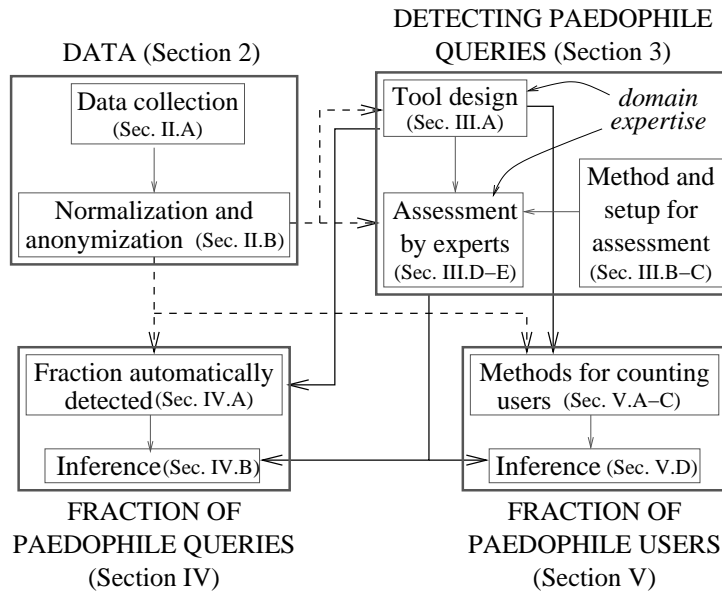 DATA (Section 2)
Data collection
(Sec. II.A)
Normalization and
anonymization (Sec. II.B)
DETECTING PAEDOPHILE
QUERIES (Section 3)
Tool design
(Sec. III.A)
domain
expertise
Assessment
by experts
(Sec. III.D–E)
Method and
setup for
assessment
(Sec. III.B–C)
Fraction automatically
detected (Sec. IV.A)
Inference (Sec. IV.B)
FRACTION OF
PAEDOPHILE QUERIES
(Section IV)
Methods for counting
users (Sec. V.A–C)
Inference (Sec. V.D)
FRACTION OF
PAEDOPHILE USERS
(Section V)